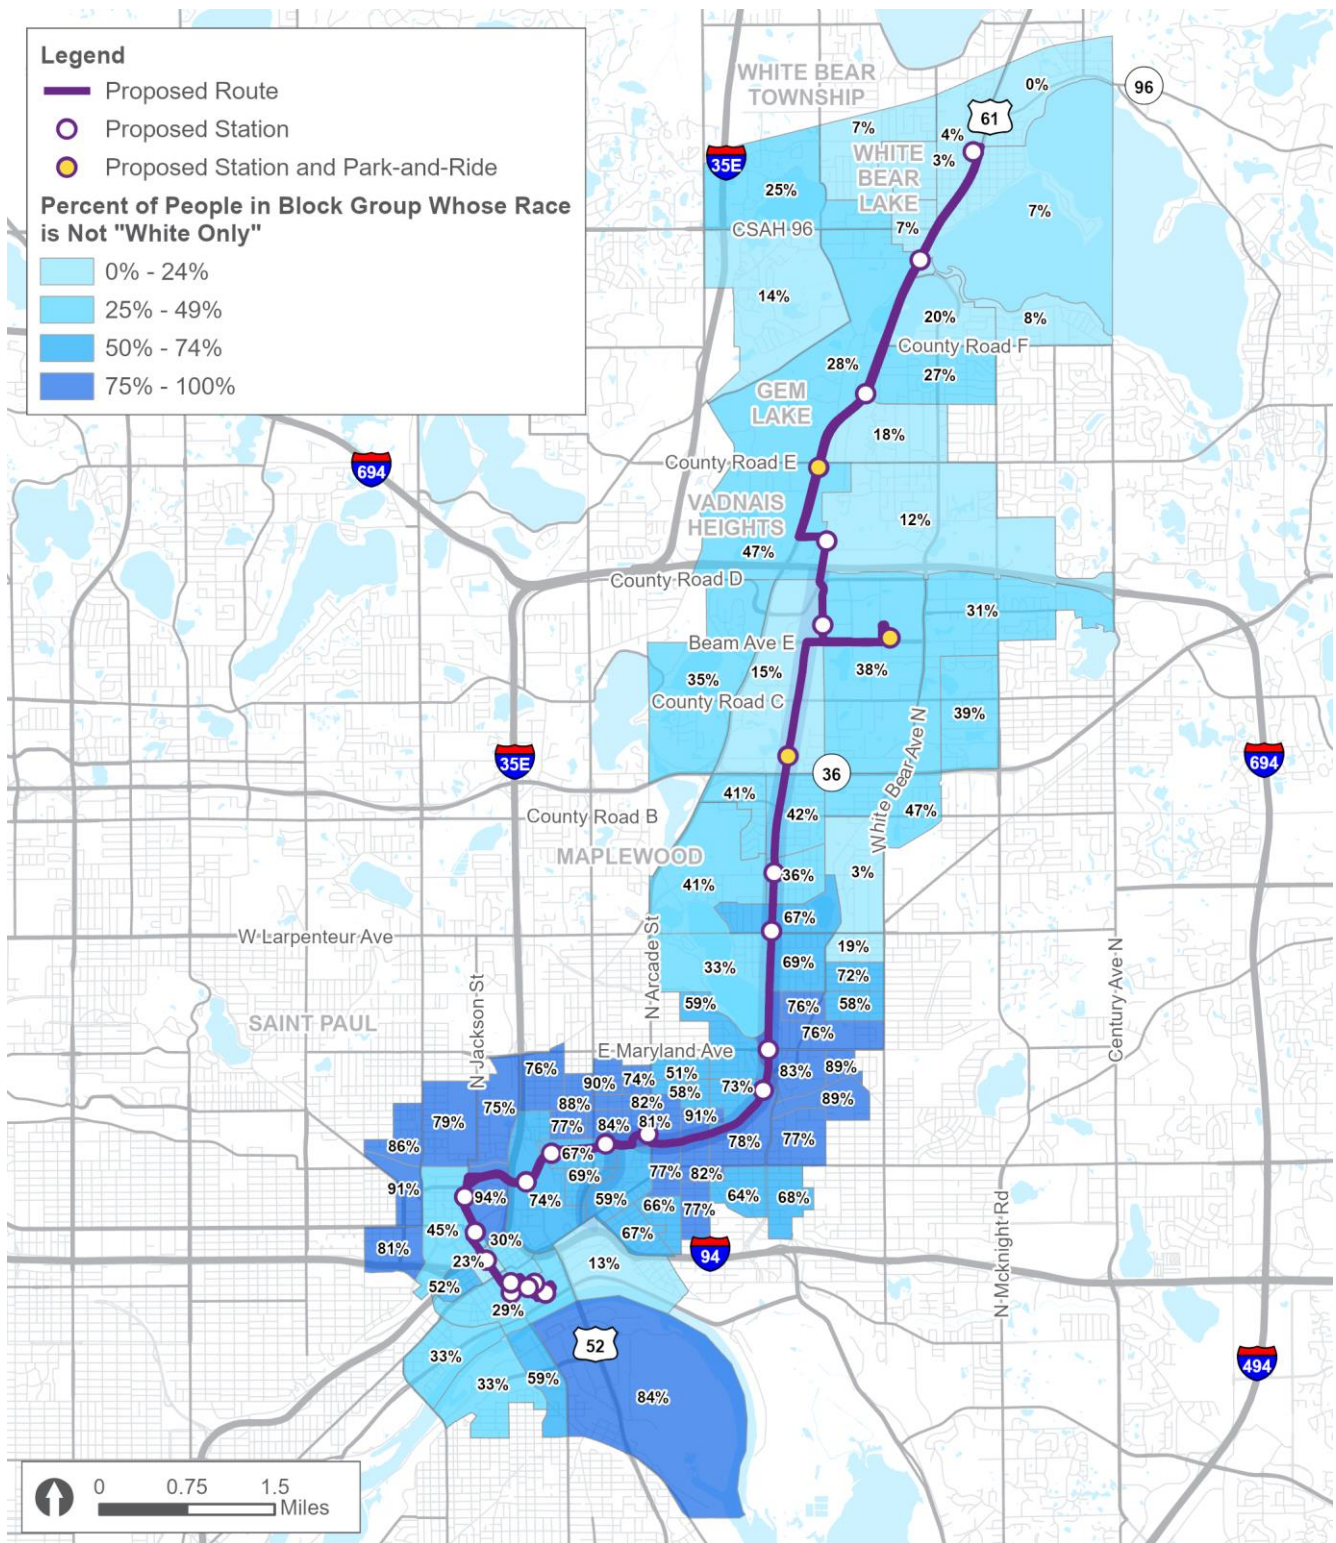 Legend
Proposed Route
Proposed Station
Proposed Station and Park-and-Ride
Percent of People in Block Group Whose Race
is Not "White Only"
0% - 24%
25% - 49%
50% - 74%
75% - 100%
WHITE BEAR
TOWNSHIP
0%
96
61
7%
4%
35E
WHITE
BEAR
LAKE
3%
25%
7%
CSAH 96
7%
14%
20%
8%
County Road F
28%
27%
GEM
LAKE
18%
County Road E
694
VADNAIS
HEIGHTS
12%
47%
County Road D
31%
Beam Ave E
15%
38%
35%
County Road C
39%
White Bear Ave N
35E
36
694
41%
42%
47%
County Road B
MAPLEWOOD
3%
41%
36%
67%
W Larpenteur Ave
19%
N Arcade St
33%
69%
72%
Century Ave N
59%
76%
58%
SAINT PAUL
N Jackson St
76%
E Maryland Ave
76%
90%
74%
51%
58%
73%
83%
89%
89%
75%
79%
88%
82%
91%
77%
84%
81%
78%
77%
86%
67%
69%
77%
82%
91%
94%
74%
59%
66%
77%
64%
68%
N Mcknight Rd
45%
30%
67%
81%
23%
13%
94
52%
29%
33%
52
494
33%
59%
84%
0
0.75
1.5
Miles